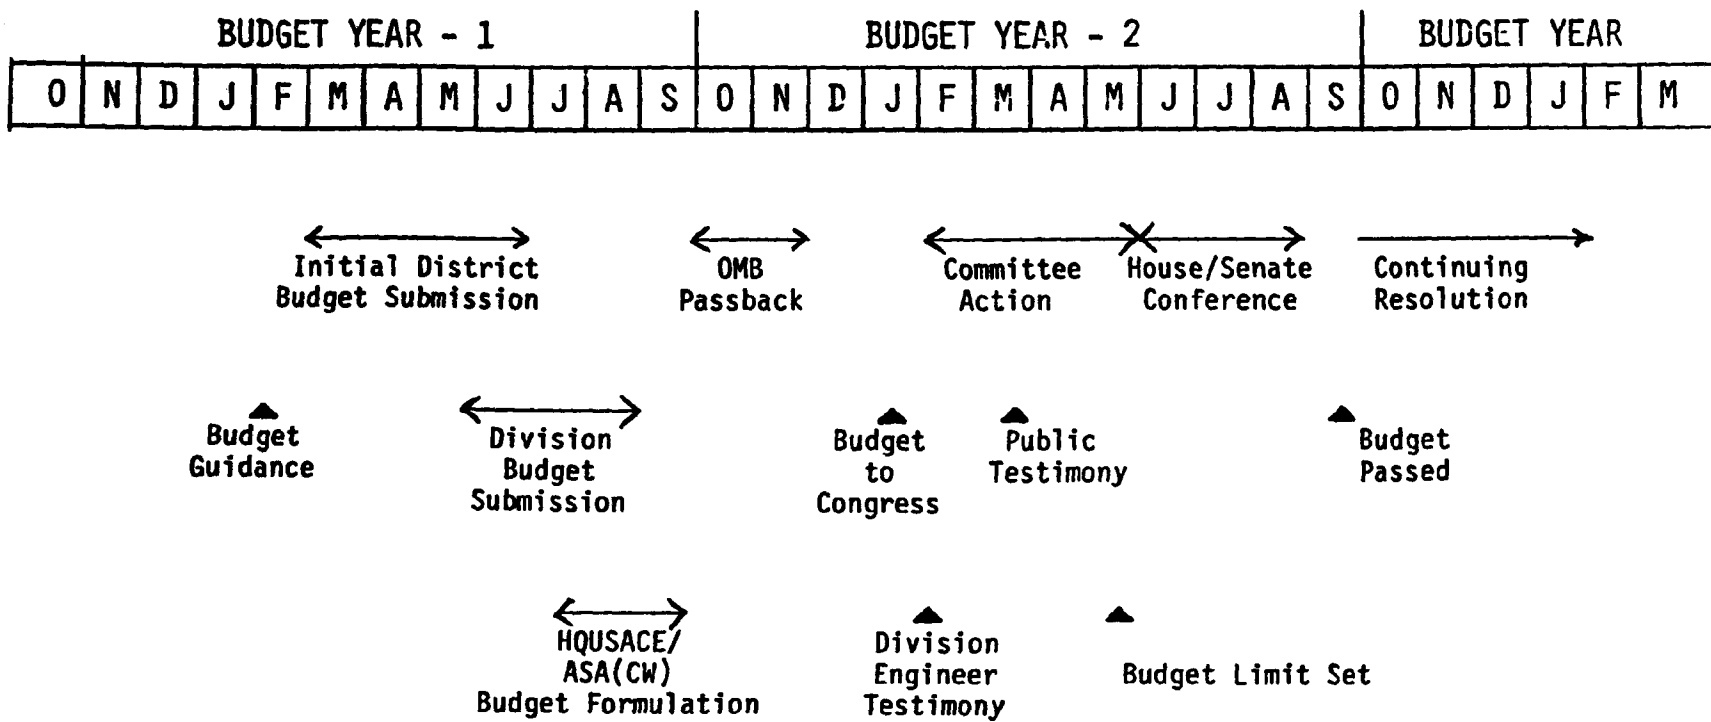 BUDGET YEAR - 1 BUDGET YEAR - 2 BUDGET YEAR
O N D J F M A M J J A S O N D J F M A M J J A S O N D J F M
Initial District
Budget Submission
OMB
Passback
Committee
Action
House/Senate
Conference
Continuing
Resolution
Budget
Guidance
Division
Budget
Submission
Budget
to
Congress
Public
Testimony
Budget
Passed
HQUSACE/
ASA(CW)
Budget Formulation
Division
Engineer
Testimony
Budget Limit Set